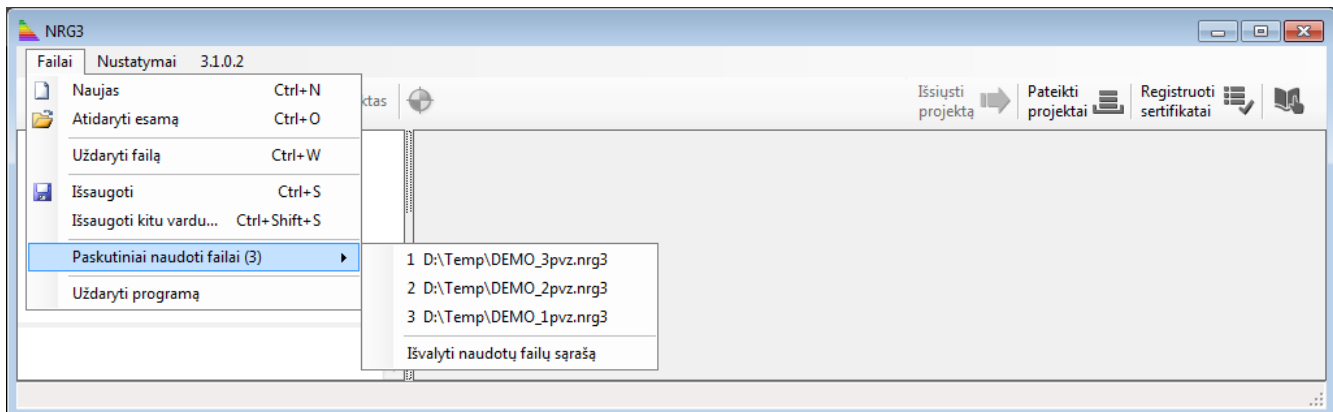 NRG3
Failai Nustatymai 3.1.0.2
Išsiųsti projektą
Pateikti projektai
Registruoti sertifikatai
Naujas Ctrl+N
Atidaryti esamą Ctrl+O
Uždaryti failą Ctrl+W
Išsaugoti Ctrl+S
Išsaugoti kitu vardu... Ctrl+Shift+S
Paskutiniai naudoti failai (3)
1 D:\Temp\DEMO_3pvz.nrg3
2 D:\Temp\DEMO_2pvz.nrg3
3 D:\Temp\DEMO_1pvz.nrg3
Išvalyti naudotų failų sąrašą
Uždaryti programą